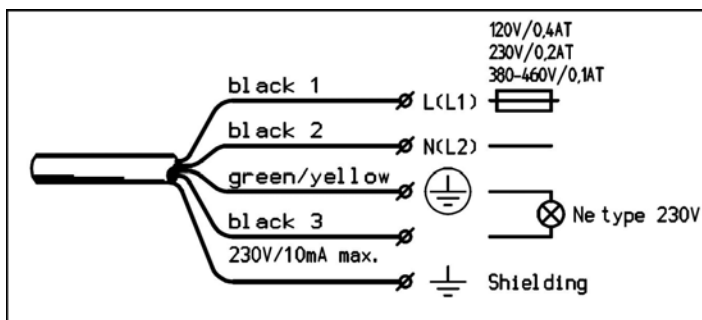 120V/0,4AT
230V/0,2AT
380-460V/0,1AT
black 1
L(L1)
black 2
N(L2)
green/yellow
black 3
230V/10mA max.
Ne type 230V
Shielding